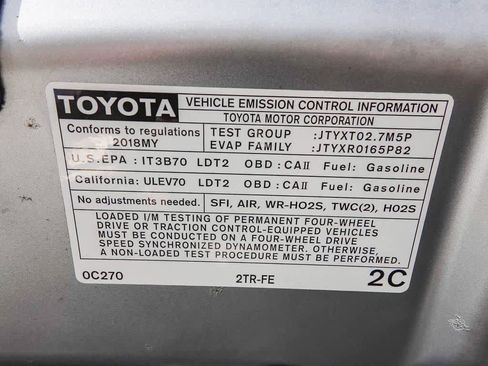 TOYOTA VEHICLE EMISSION CONTROL INFORMATION
TOYOTA MOTOR CORPORATION
Conforms to regulations
2018MY
TEST GROUP :JTYXT02.7M5P
EVAP FAMILY :JTYXR0165P82
U.S.EPA : IT3B70 LDT2 OBD : CAII Fuel: Gasoline
California: ULEV70 LDT2 OBD : CAII Fuel: Gasoline
No adjustments needed. SFI, AIR, WR-HO2S, TWC(2), HO2S
LOADED I/M TESTING OF PERMANENT FOUR-WHEEL
DRIVE OR TRACTION CONTROL-EQUIPPED VEHICLES
MUST BE CONDUCTED ON A FOUR-WHEEL DRIVE
SPEED SYNCHRONIZED DYNAMOMETER. OTHERWISE,
A NON-LOADED TEST PROCEDURE MUST BE PERFORMED.
0C270 2TR-FE 2C